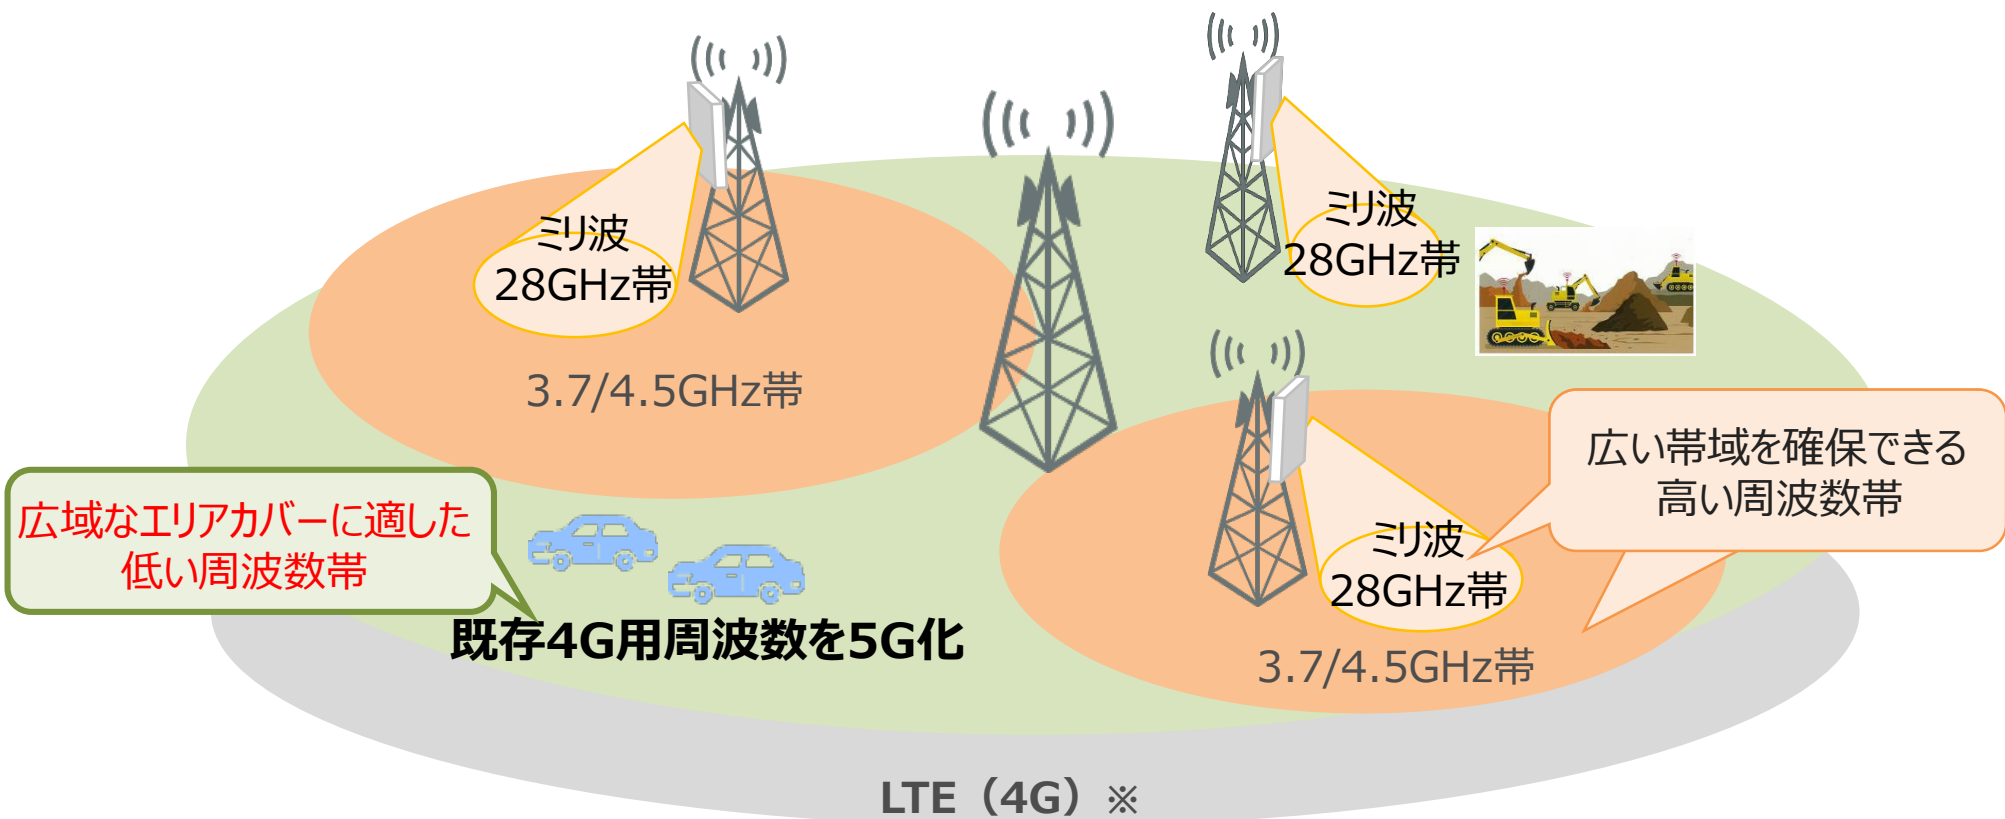 ミリ波
28GHz帯
ミリ波
28GHz帯
3.7/4.5GHz帯
広い帯域を確保できる
高い周波数帯
広域なエリアカバーに適した
低い周波数帯
ミリ波
28GHz帯
既存4G用周波数を5G化
3.7/4.5GHz帯
LTE（4G）※